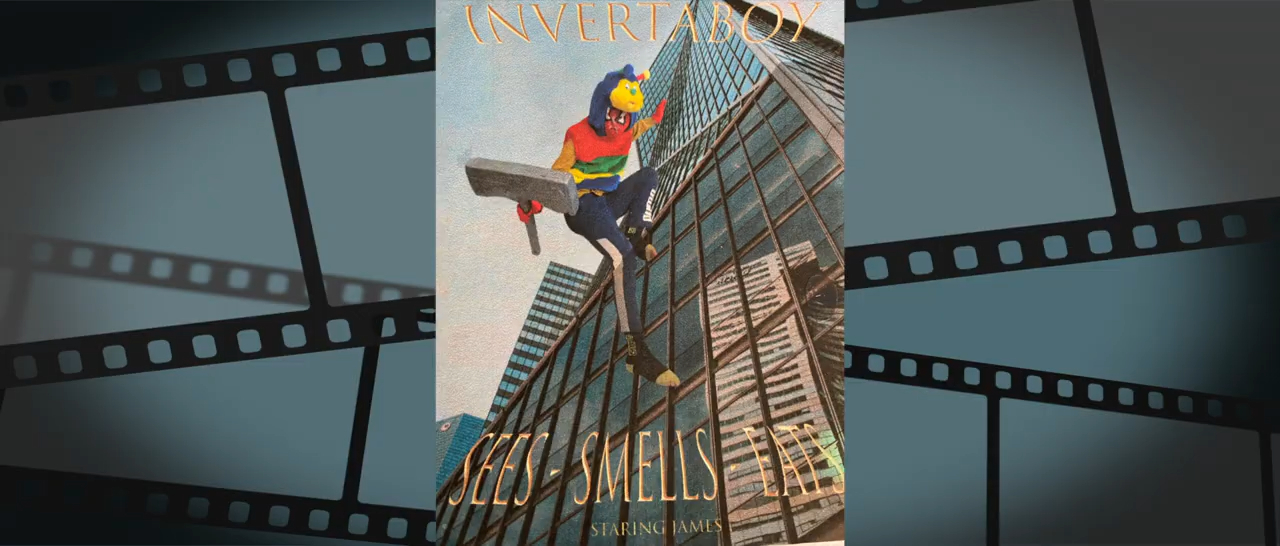 INVERTABOY
SEES - SMELLS - EATS
STARING JAMES